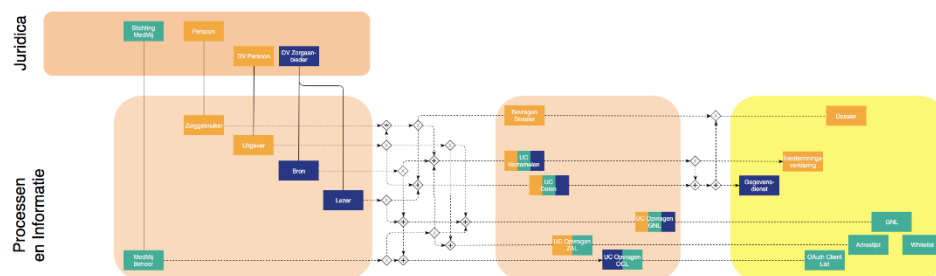 Juridica
Stichting
MedMij
Persoon
DV Persoon
DV Zorgaan-
bieder
Processen
en Informatie
Zorggebruiker
Uitgever
Bron
Lezer
MedMij
Beheer
Bevragen
Dossier
UC
Verzamelen
UC
Delen
UC Opvragen
GNL
UC Opvragen
ZAL
UC Opvragen
OCL
Dossier
Toestemmings-
verklaring
Gegevens-
dienst
GNL
Adreslijst
Whitelist
OAuth Client
List